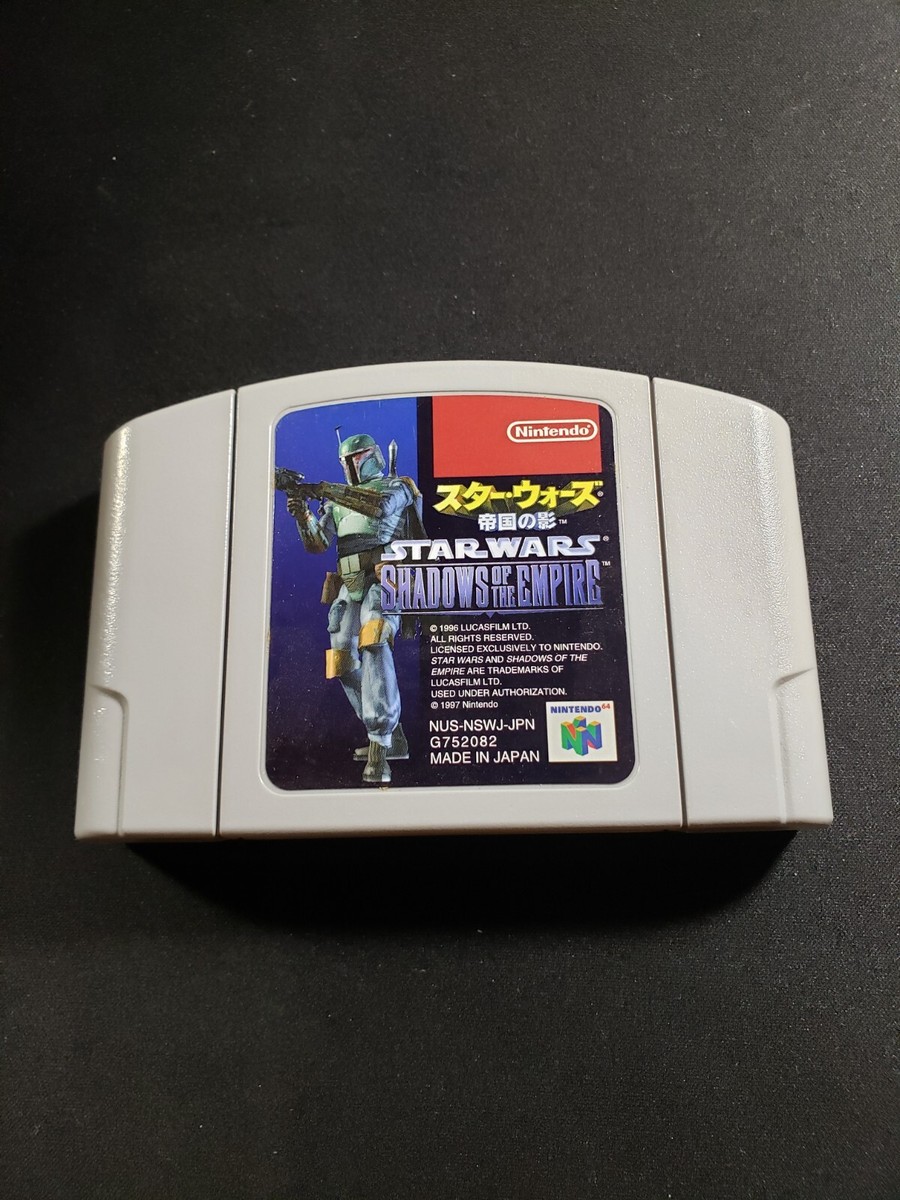 Nintendo®
スター・ウォーズ®
帝国の影™
STAR WARS®
SHADOWS OF THE EMPIRE™
© 1996 LUCASFILM LTD.
ALL RIGHTS RESERVED.
LICENSED EXCLUSIVELY TO NINTENDO.
STAR WARS AND SHADOWS OF THE
EMPIRE ARE TRADEMARKS OF
LUCASFILM LTD.
USED UNDER AUTHORIZATION.
© 1997 Nintendo
NUS-NSWJ-JPN
G752082
MADE IN JAPAN
NINTENDO 64